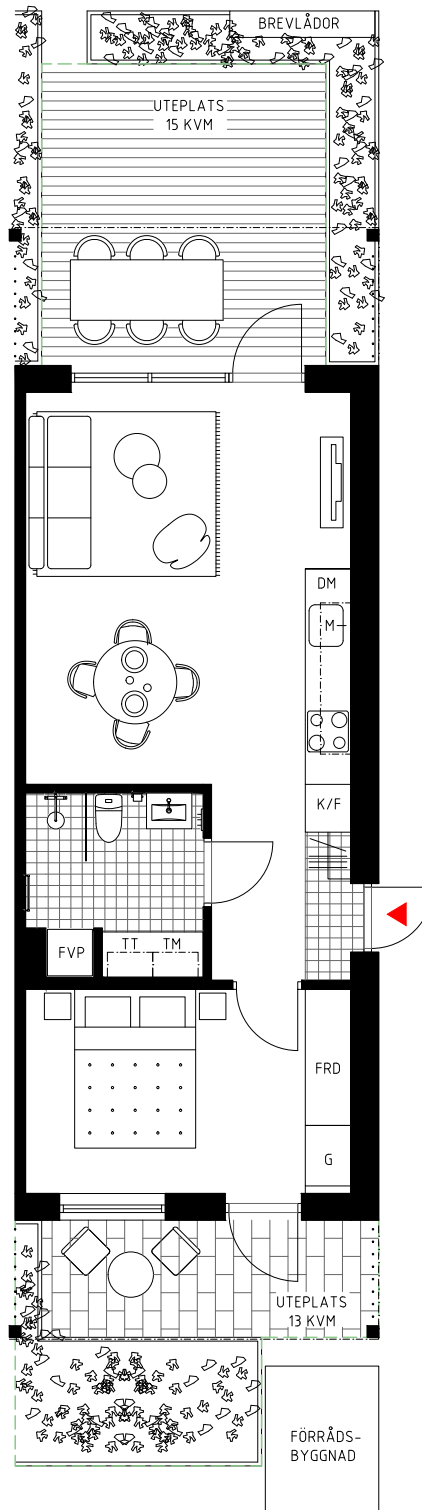 BREVLÅDOR
UTEPLATS
15 KVM
DM
M
K/F
FVP
TT
TM
FRD
G
UTEPLATS
13 KVM
FÖRRÅDS-
BYGGNAD